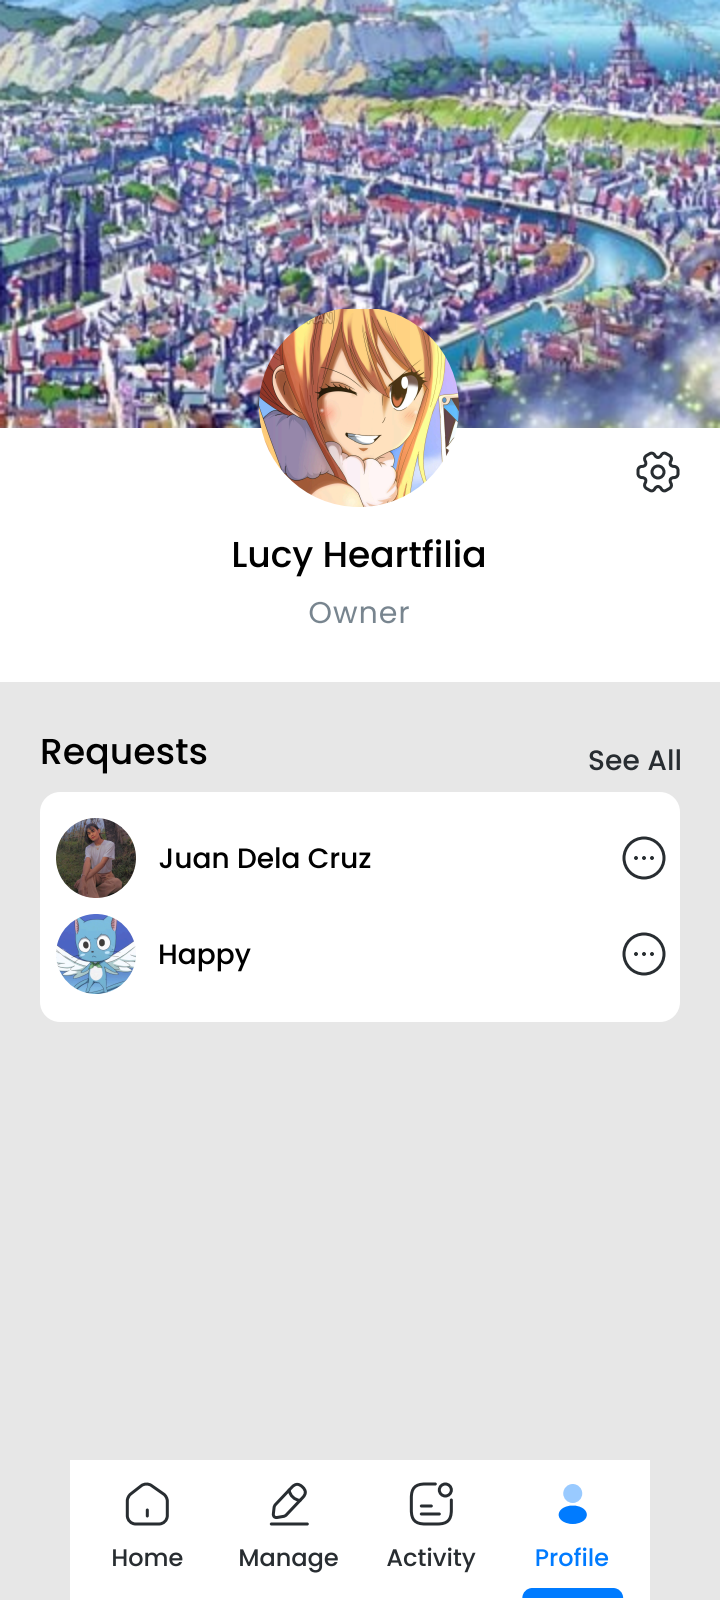 Lucy Heartfilia
Owner
Requests
See All
Juan Dela Cruz
Happy
Home
Manage
Activity
Profile